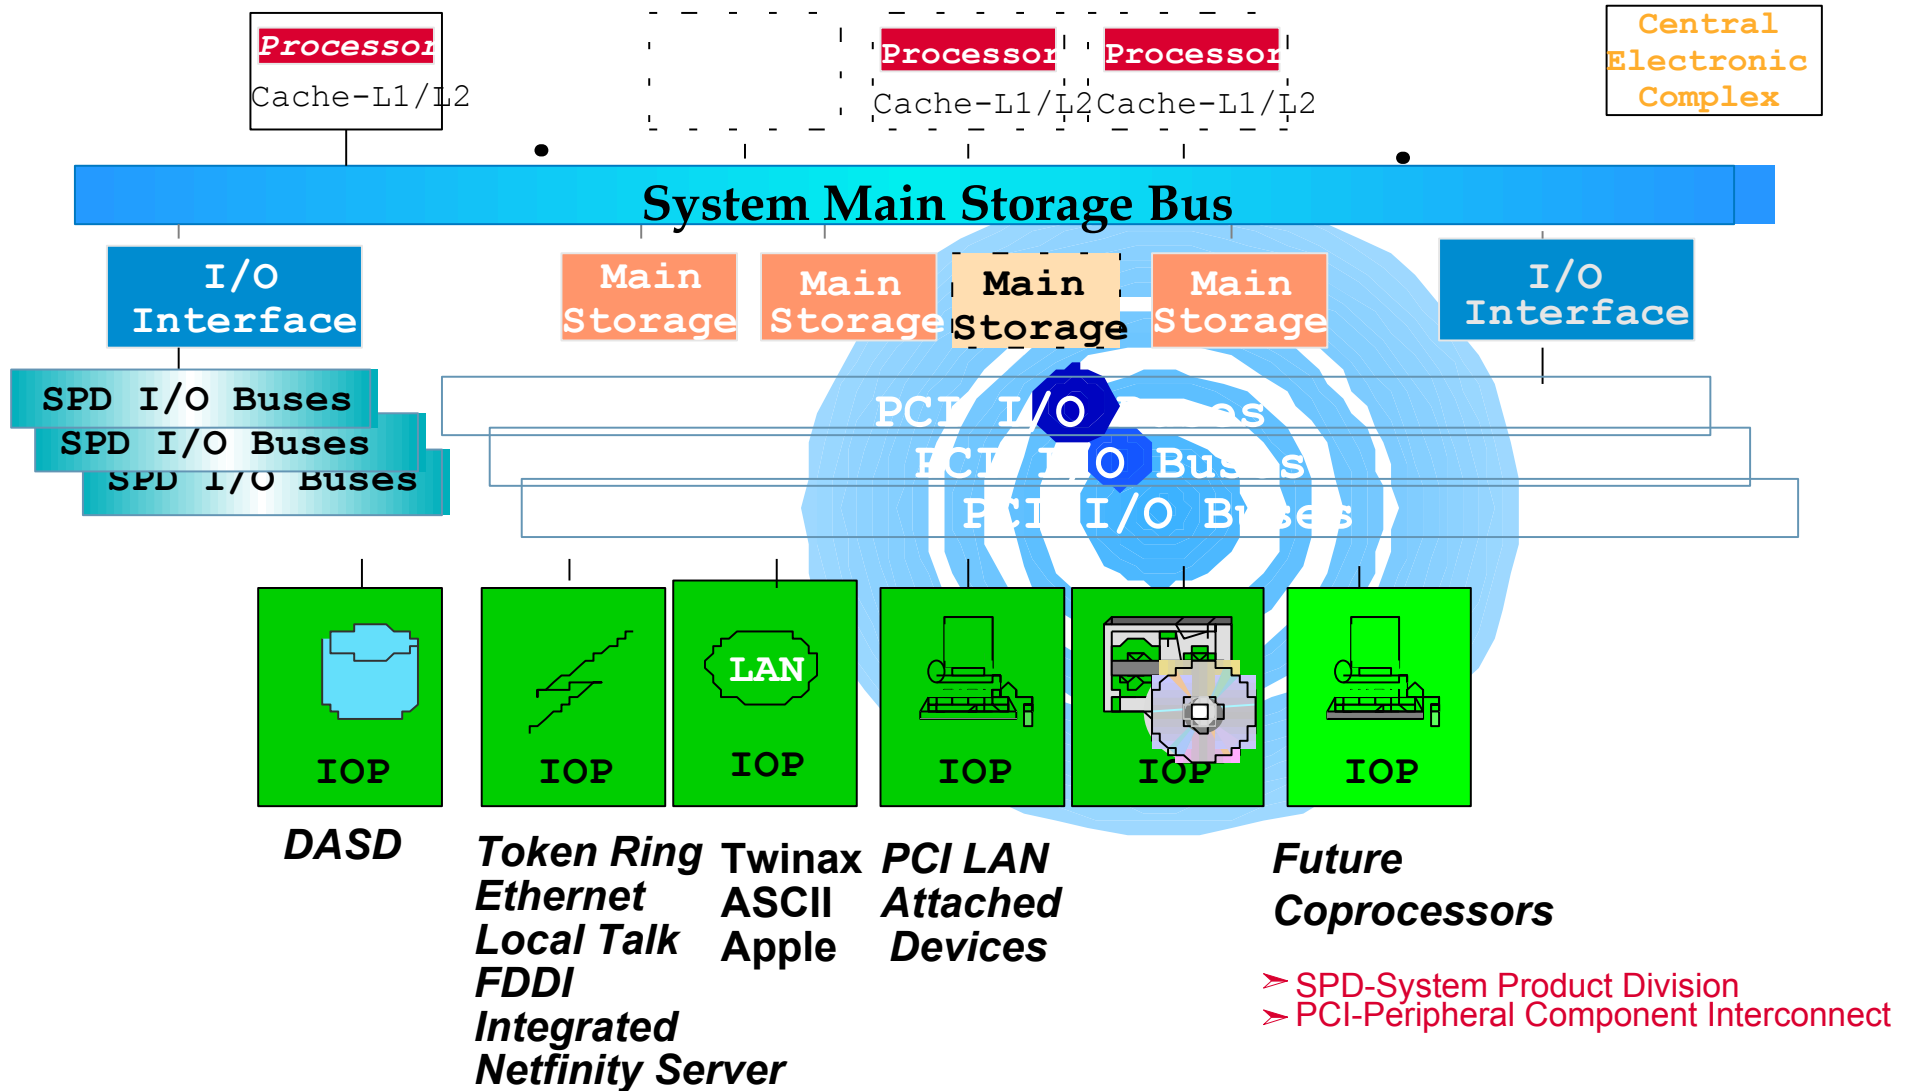 Processor
Cache-L1/L2
Processor
Cache-L1/L2
Processor
Cache-L1/L2
Central
Electronic
Complex
System Main Storage Bus
I/O
Interface
Main
Storage
Main
Storage
Main
Storage
Main
Storage
I/O
Interface
SPD I/O Buses
SPD I/O Buses
SPD I/O Buses
PCI I/O Buses
PCI I/O Buses
PCI I/O Buses
IOP
IOP
LAN
IOP
IOP
IOP
IOP
DASD
Token Ring
Ethernet
Local Talk
FDDI
Integrated
Netfinity Server
Twinax
ASCII
Apple
PCI LAN
Attached
Devices
Future
Coprocessors
➢ SPD-System Product Division
➢ PCI-Peripheral Component Interconnect